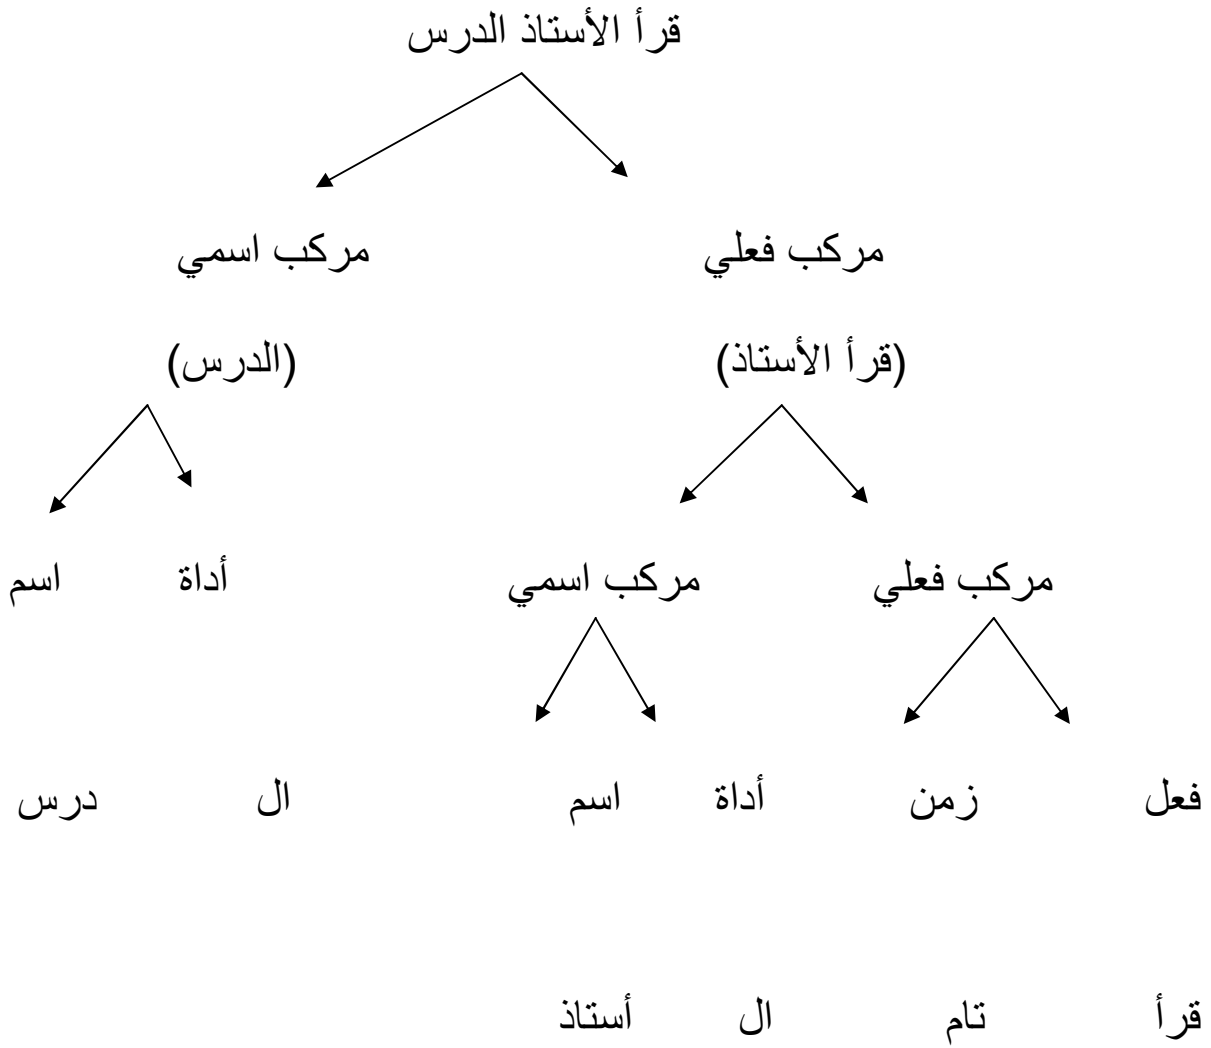 قرأ الأستاذ الدرس
مركب فعلي مركب اسمي
(قرأ الأستاذ) (الدرس)
مركب فعلي مركب اسمي أداة اسم
فعل زمن أداة اسم ال درس
قرأ تام ال أستاذ